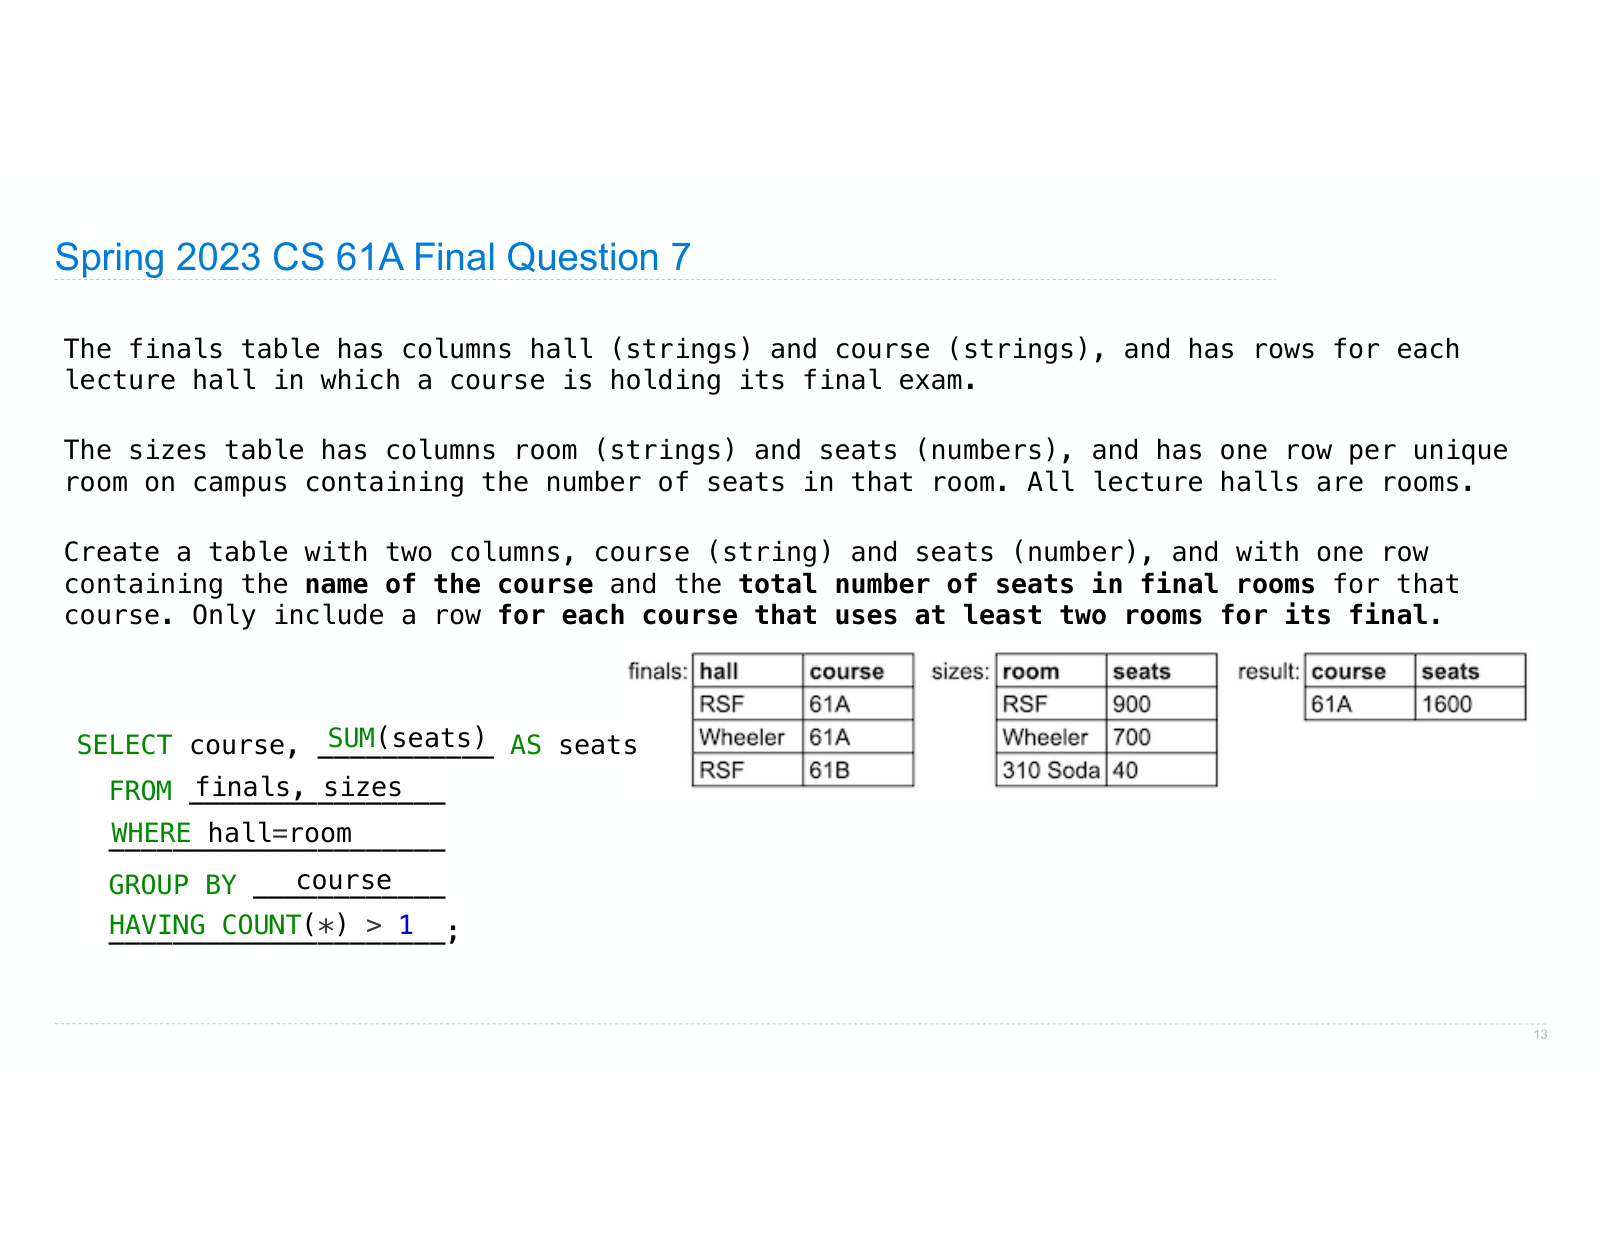 Spring 2023 CS 61A Final Question 7
The finals table has columns hall (strings) and course (strings), and has rows for each
lecture hall in which a course is holding its final exam.
The sizes table has columns room (strings) and seats (numbers), and has one row per unique
room on campus containing the number of seats in that room. All lecture halls are rooms.
Create a table with two columns, course (string) and seats (number), and with one row
containing the name of the course and the total number of seats in final rooms for that
course. Only include a row for each course that uses at least two rooms for its final.
finals: hall course
RSF 61A
Wheeler 61A
RSF 61B
sizes: room seats
RSF 900
Wheeler 700
310 Soda 40
result: course seats
61A 1600
SELECT course, SUM(seats) AS seats
FROM finals, sizes
WHERE hall=room
GROUP BY course
HAVING COUNT(*) > 1 ;
13